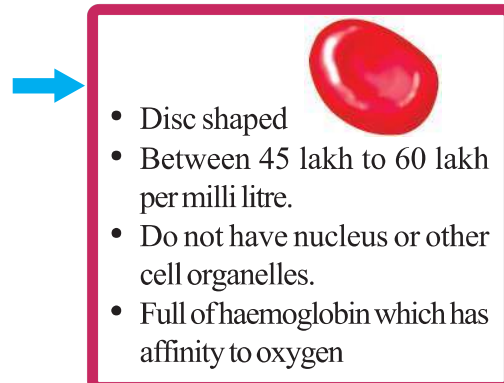 • Disc shaped
• Between 45 lakh to 60 lakh
per milli litre.
• Do not have nucleus or other
cell organelles.
• Full of haemoglobin which has
affinity to oxygen